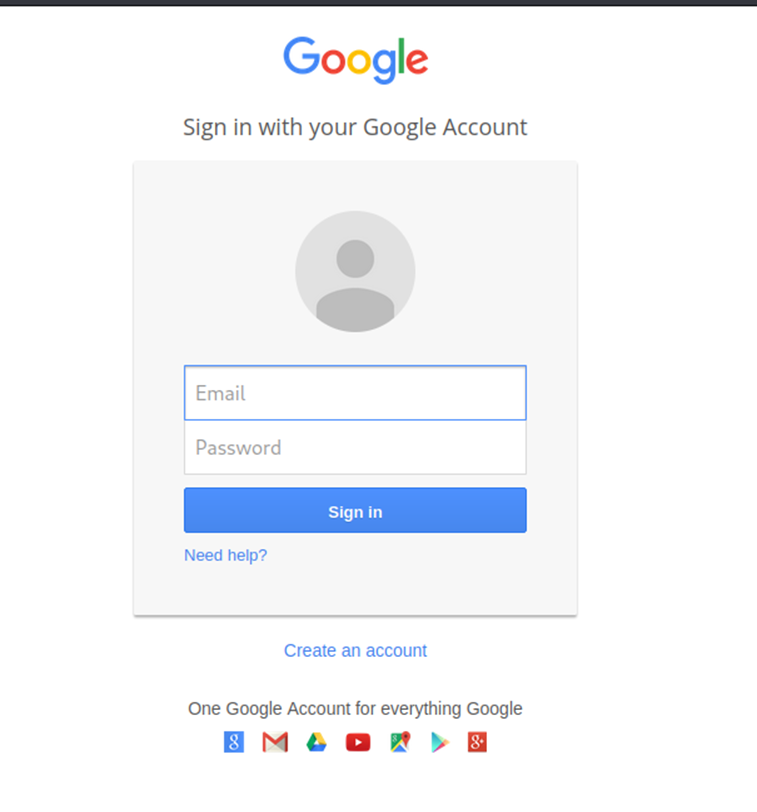 Google
Sign in with your Google Account
Email
Password
Sign in
Need help?
Create an account
One Google Account for everything Google